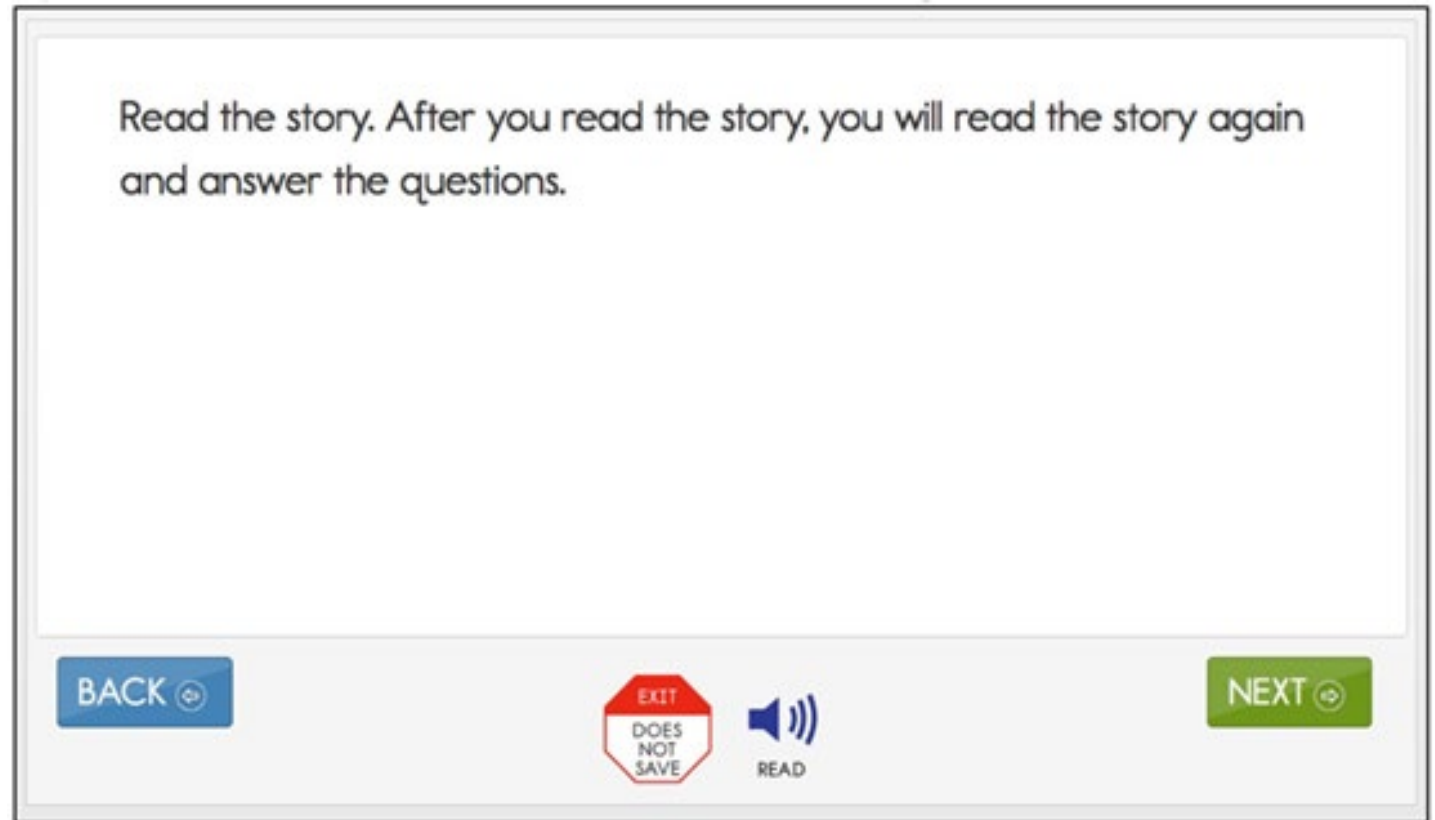 Read the story. After you read the story, you will read the story again
and answer the questions.
BACK
EXIT
DOES
NOT
SAVE
READ
NEXT